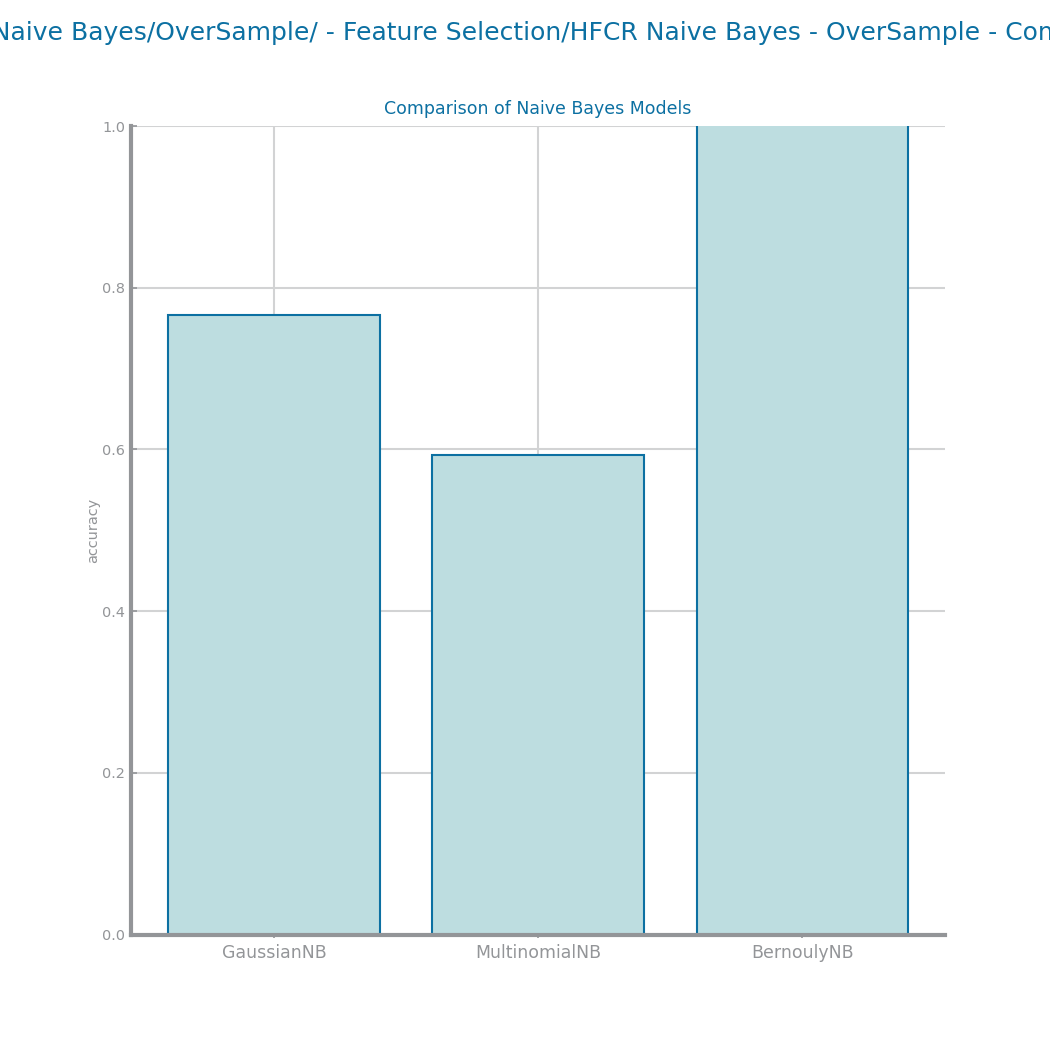 Naive Bayes/OverSample/ - Feature Selection/HFCR Naive Bayes - OverSample - Con
Comparison of Naive Bayes Models
1.0
0.8
0.6
0.4
0.2
0.0
accuracy
GaussianNB MultinomialNB BernoulyNB